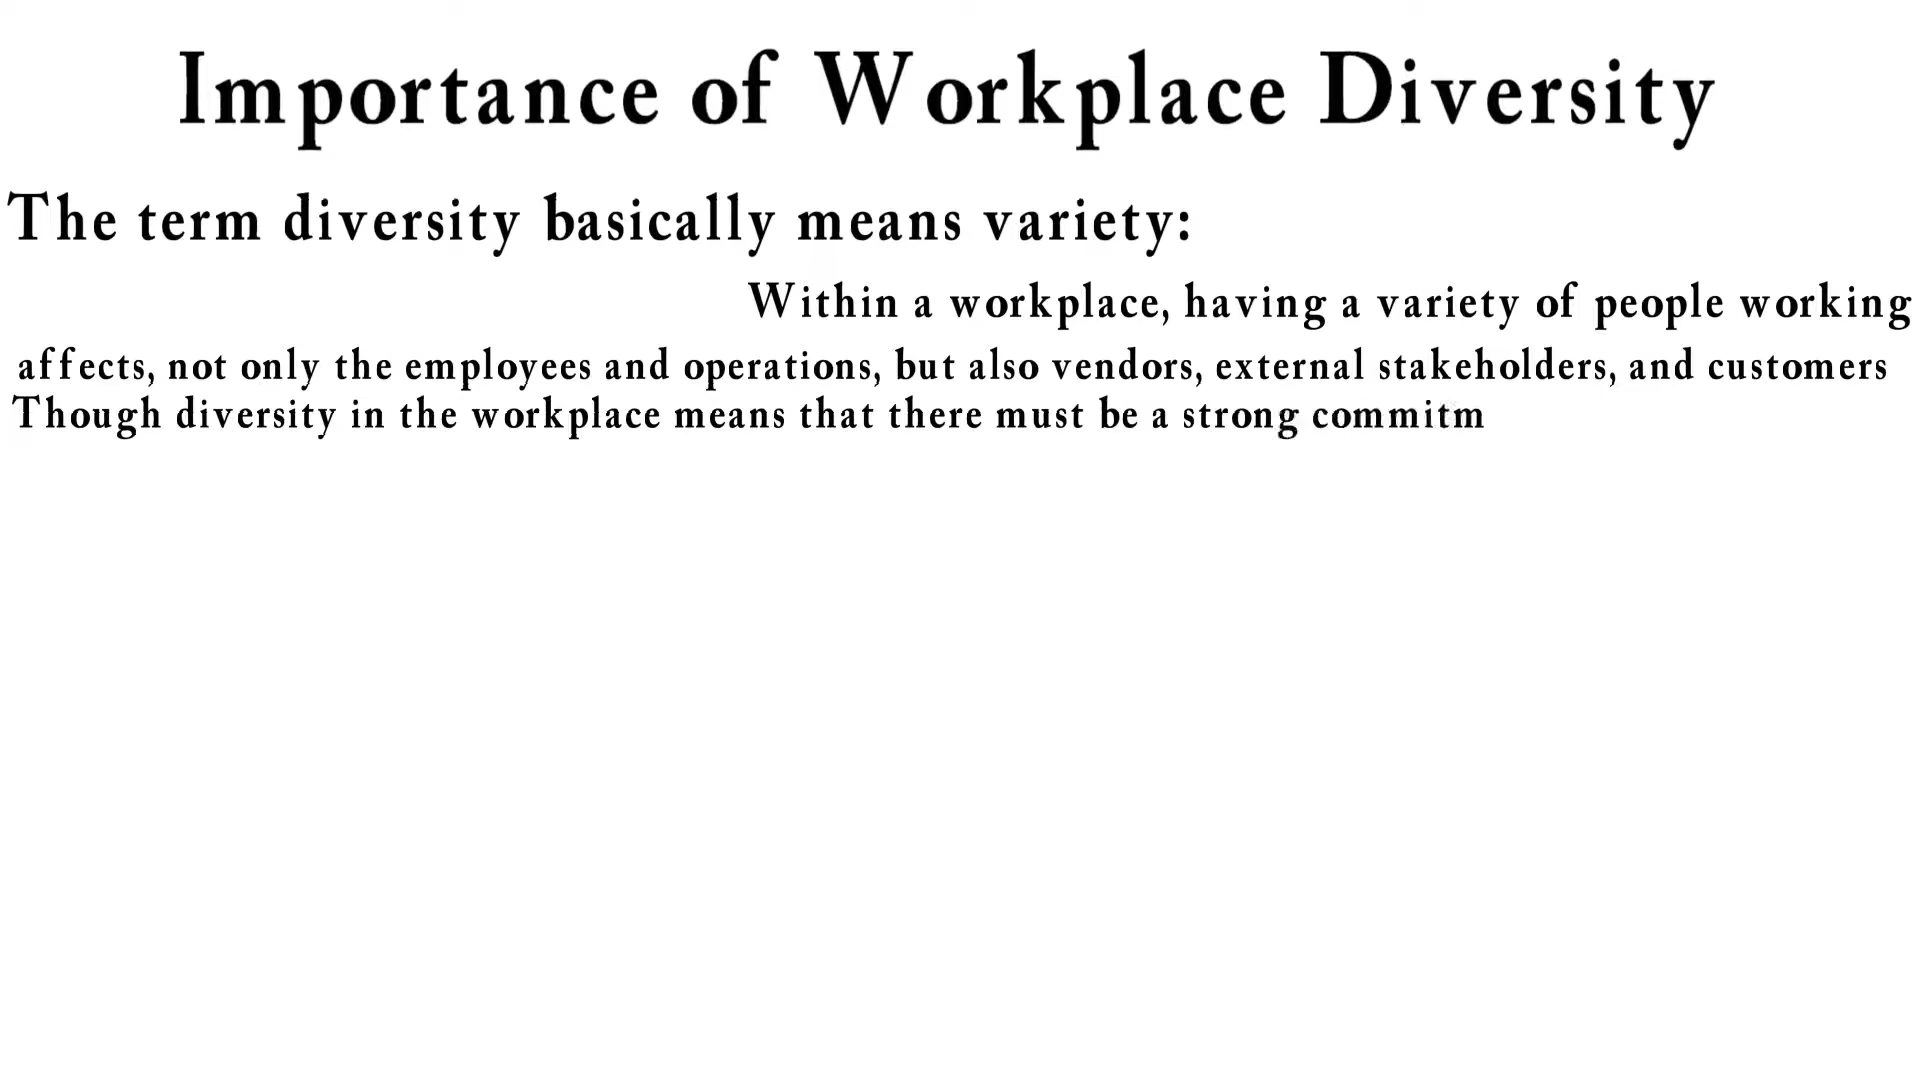 Importance of Workplace Diversity
The term diversity basically means variety:
Within a workplace, having a variety of people working
affects, not only the employees and operations, but also vendors, external stakeholders, and customers
Though diversity in the workplace means that there must be a strong commitm